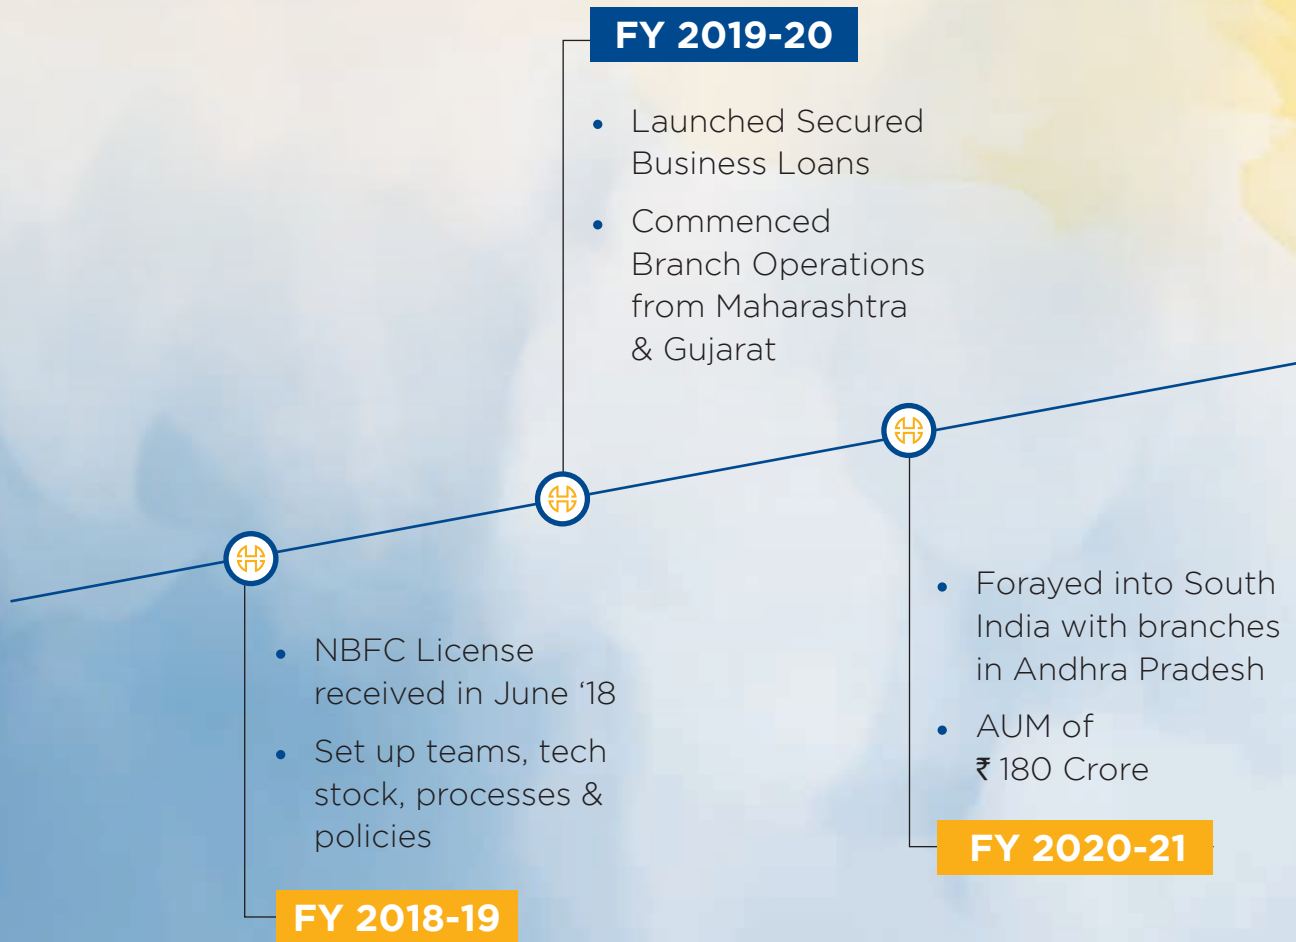 FY 2019-20
• Launched Secured
Business Loans
• Commenced
Branch Operations
from Maharashtra
& Gujarat
• NBFC License
received in June ‘18
• Set up teams, tech
stock, processes &
policies
FY 2018-19
• Forayed into South
India with branches
in Andhra Pradesh
• AUM of
₹ 180 Crore
FY 2020-21